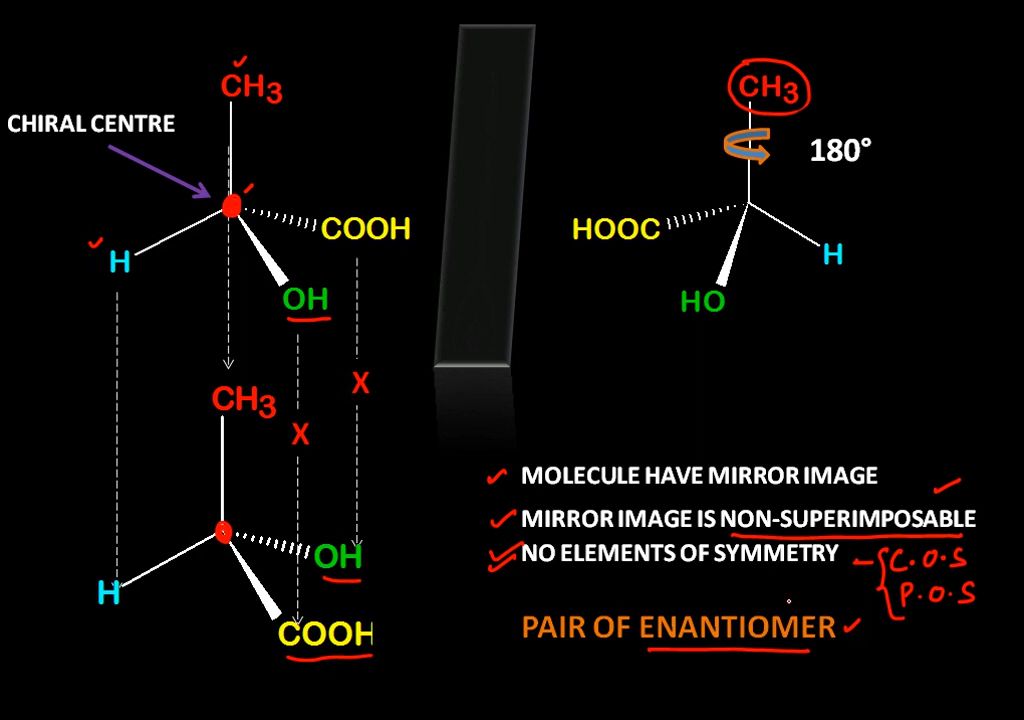 CH3
CHIRAL CENTRE
COOH
H
OH
CH3
180°
HOOC
H
HO
X
X
CH3
OH
H
COOH
MOLECULE HAVE MIRROR IMAGE
MIRROR IMAGE IS NON-SUPERIMPOSABLE
NO ELEMENTS OF SYMMETRY
C.O.S
P.O.S
PAIR OF ENANTIOMER